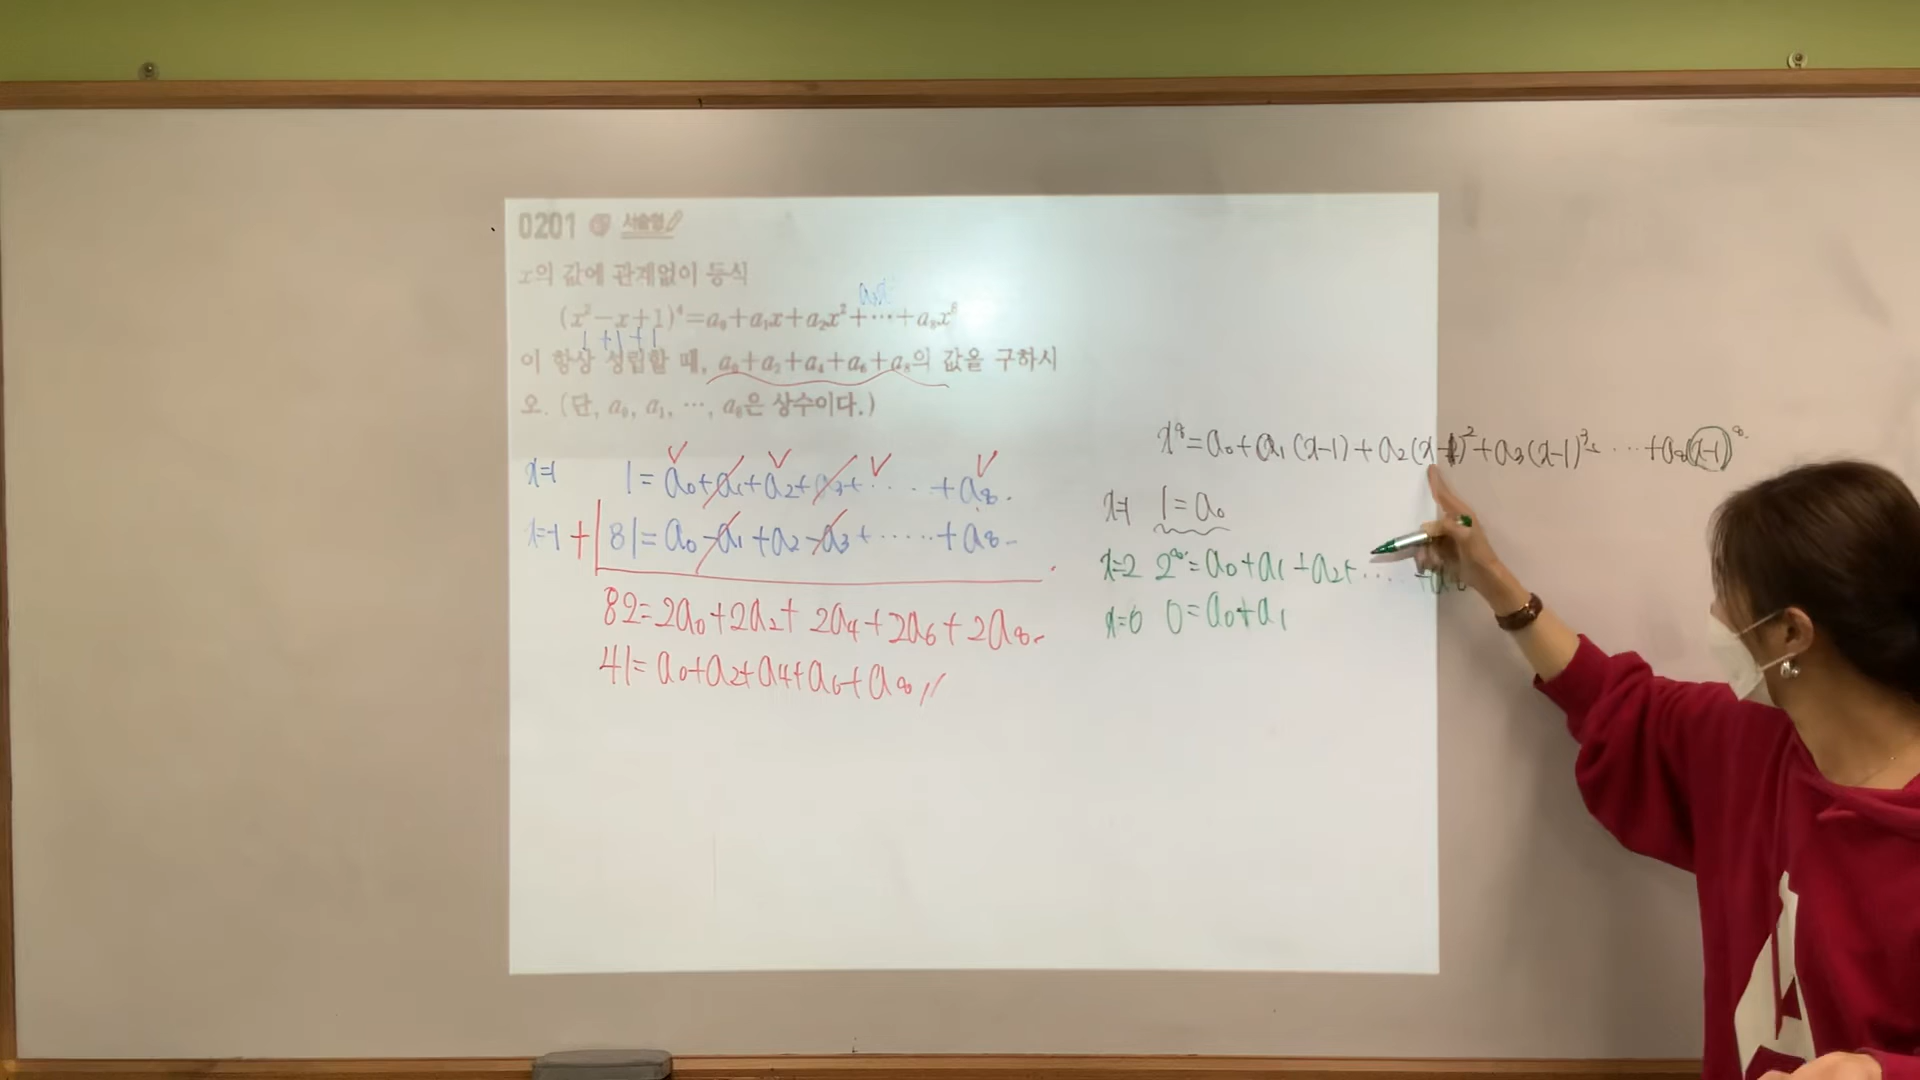 0201 서술형
x의 값에 관계없이 등식
(x²-x+1)⁴=a₀+a₁x+a₂x²+⋯+a₈x⁸
1+1+1
이 항상 성립할 때, a₀+a₂+a₄+a₆+a₈의 값을 구하시
오. (단, a₀, a₁, ⋯, a₈은 상수이다.)
x=1 1=a₀+a₁+a₂+a₃+⋯⋯+a₈.
x=-1 + 81=a₀-a₁+a₂-a₃+⋯⋯+a₈
82=2a₀+2a₂+2a₄+2a₆+2a₈
41=a₀+a₂+a₄+a₆+a₈
x⁸=a₀+a₁(x-1)+a₂(x-1)²+a₃(x-1)³+⋯+a₈(x-1)⁸
x=1 1=a₀
x=2 2⁸=a₀+a₁+a₂+⋯⋯+a₈
x=0 0=a₀+a₁